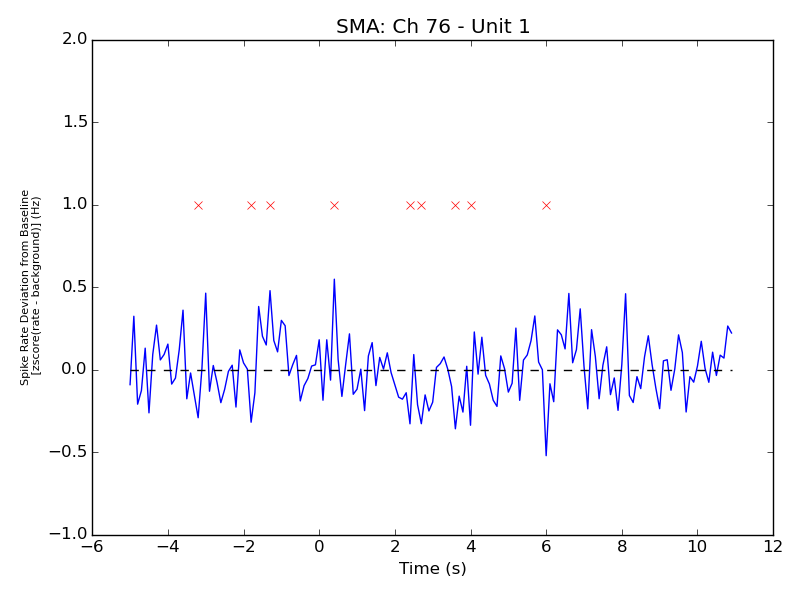 SMA: Ch 76 - Unit 1
2.0
1.5
1.0
0.5
0.0
−0.5
−1.0
Spike Rate Deviation from Baseline
[zscore(rate - background)] (Hz)
−6 −4 −2 0 2 4 6 8 10 12
Time (s)